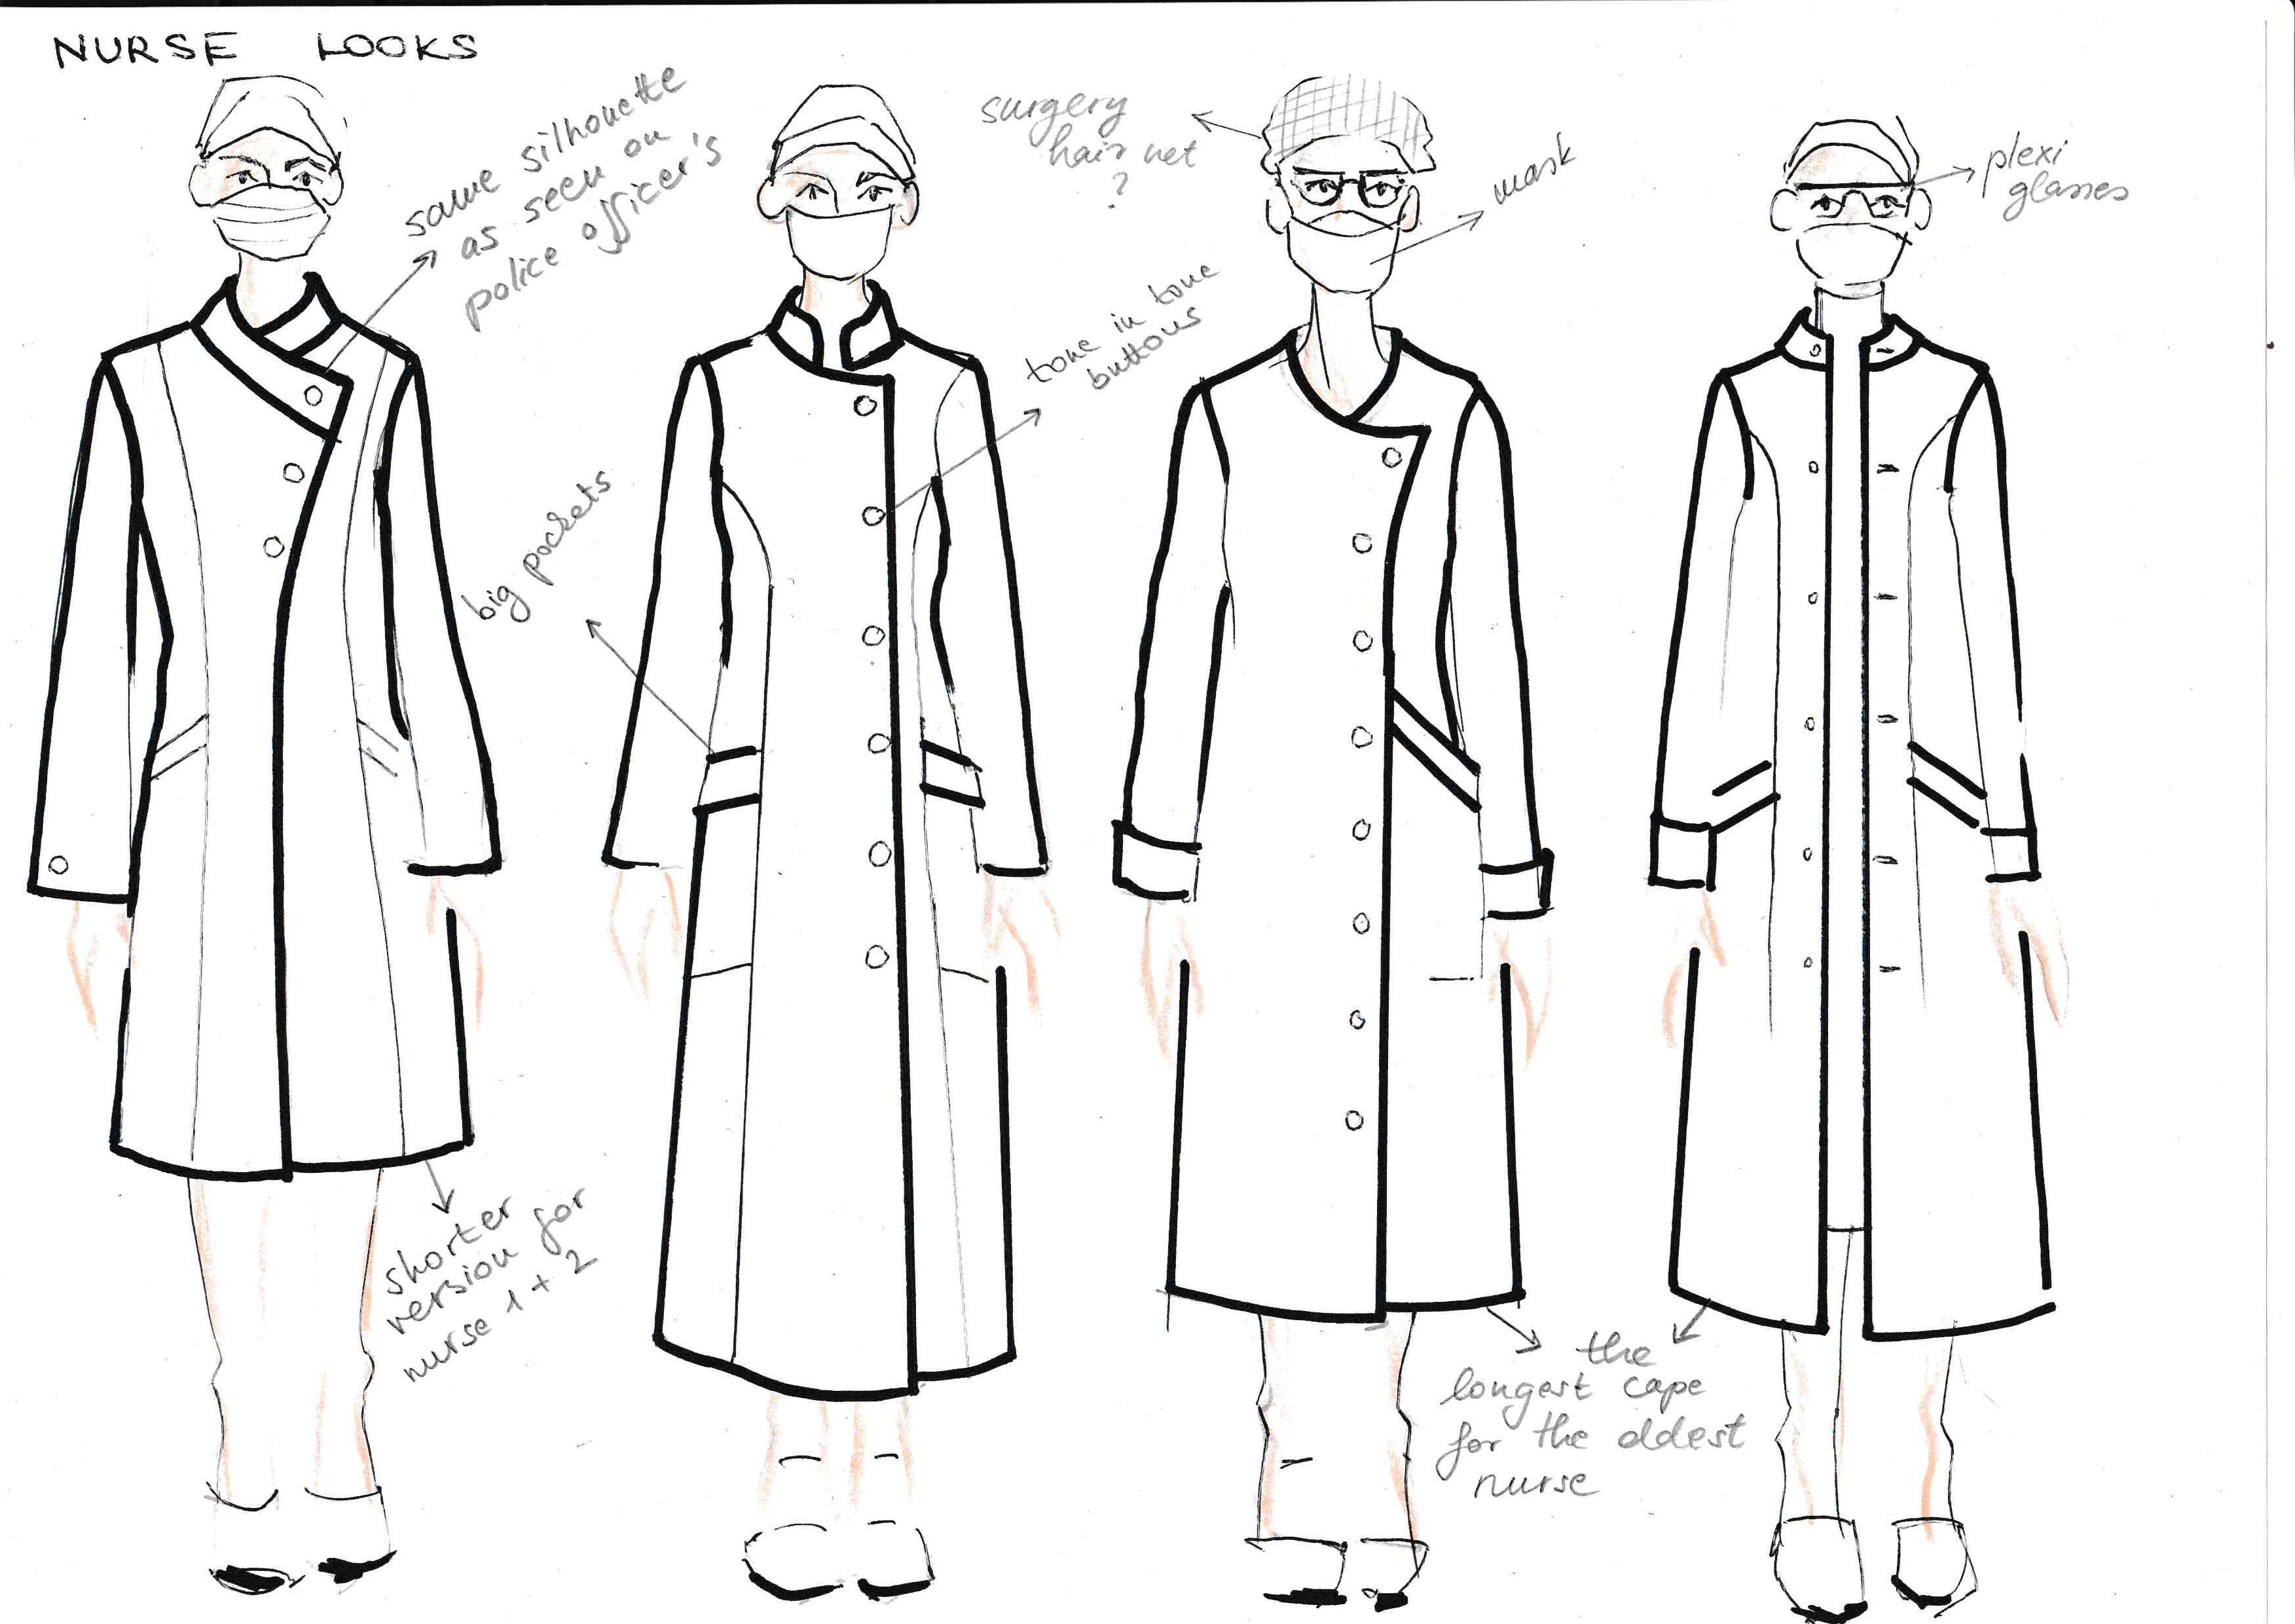 NURSE LOOKS
same silhouette
as seen on
police officer's
surgery
hair net
?
mask
plexi
glasses
tone in tone
buttons
big pockets
shorter
version for
nurse 1 + 2
the
longest cape
for the oldest
nurse